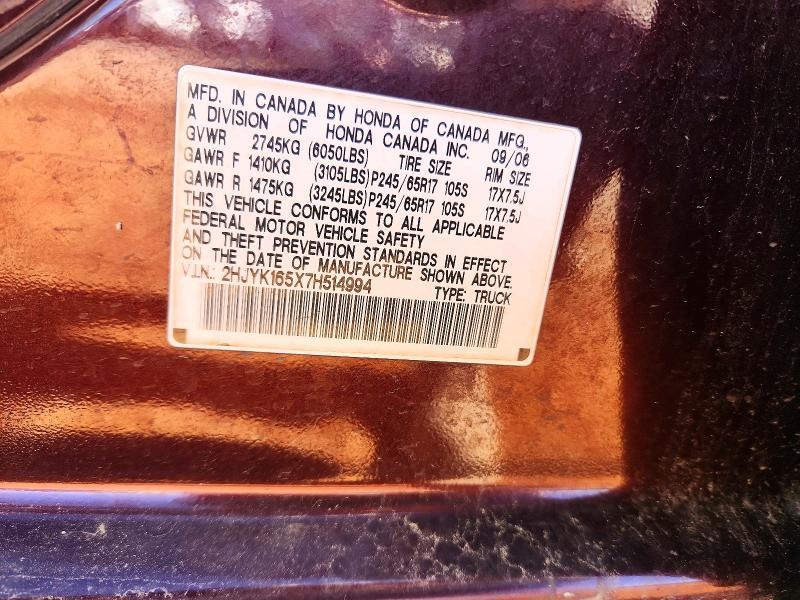 MFD. IN CANADA BY HONDA OF CANADA MFG.,
A DIVISION OF HONDA CANADA INC. 09/06
GVWR 2745KG (6050LBS) TIRE SIZE RIM SIZE
GAWR F 1410KG (3105LBS) P245/65R17 105S 17X7.5J
GAWR R 1475KG (3245LBS) P245/65R17 105S 17X7.5J
THIS VEHICLE CONFORMS TO ALL APPLICABLE
FEDERAL MOTOR VEHICLE SAFETY
AND THEFT PREVENTION STANDARDS IN EFFECT
ON THE DATE OF MANUFACTURE SHOWN ABOVE.
V.I.N.: 2HJYK165X7H514994 TYPE: TRUCK